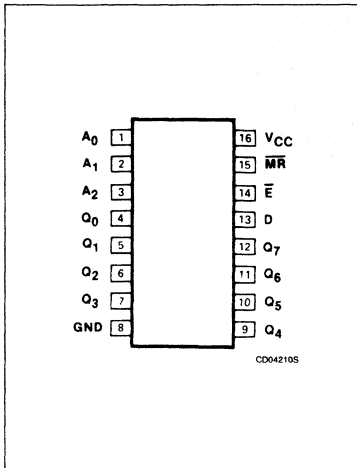 A0 1 16 VCC
A1 2 15 MR
A2 3 14 E
Q0 4 13 D
Q1 5 12 Q7
Q2 6 11 Q6
Q3 7 10 Q5
GND 8 9 Q4
CD04210S